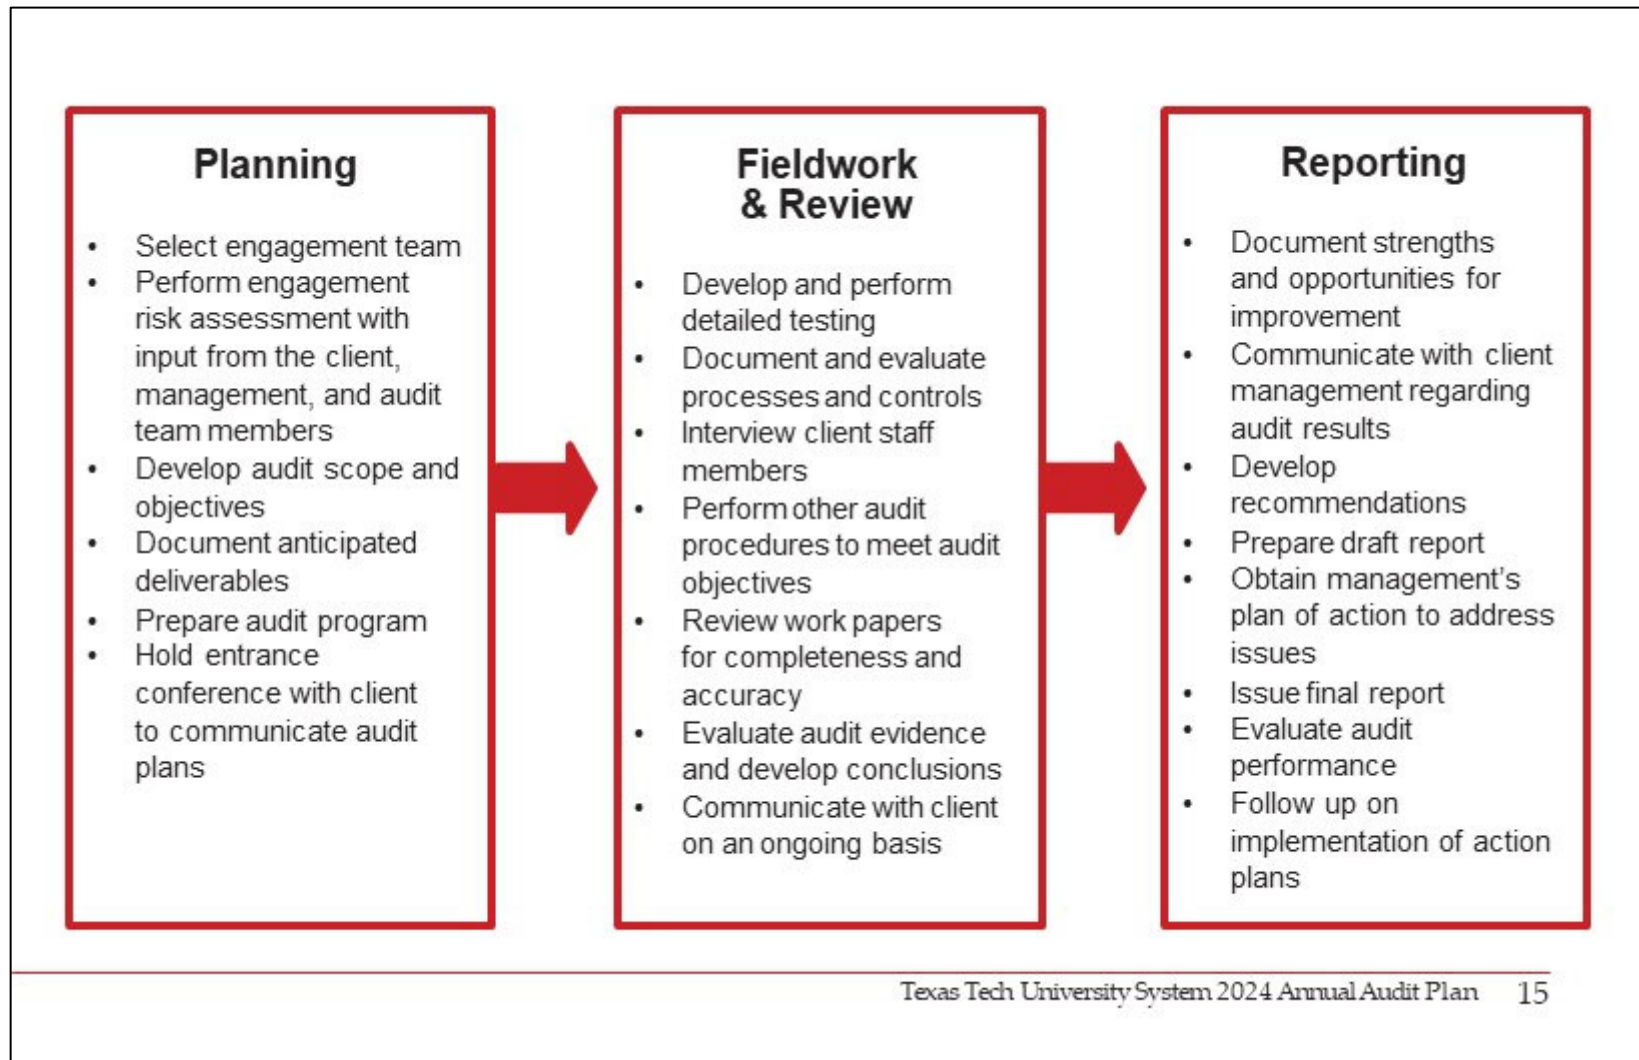 Planning
• Select engagement team
• Perform engagement
risk assessment with
input from the client,
management, and audit
team members
• Develop audit scope and
objectives
• Document anticipated
deliverables
• Prepare audit program
• Hold entrance
conference with client
to communicate audit
plans
Fieldwork
& Review
• Develop and perform
detailed testing
• Document and evaluate
processes and controls
• Interview client staff
members
• Perform other audit
procedures to meet audit
objectives
• Review work papers
for completeness and
accuracy
• Evaluate audit evidence
and develop conclusions
• Communicate with client
on an ongoing basis
Reporting
• Document strengths
and opportunities for
improvement
• Communicate with client
management regarding
audit results
• Develop
recommendations
• Prepare draft report
• Obtain management’s
plan of action to address
issues
• Issue final report
• Evaluate audit
performance
• Follow up on
implementation of action
plans
Texas Tech University System 2024 Annual Audit Plan 15